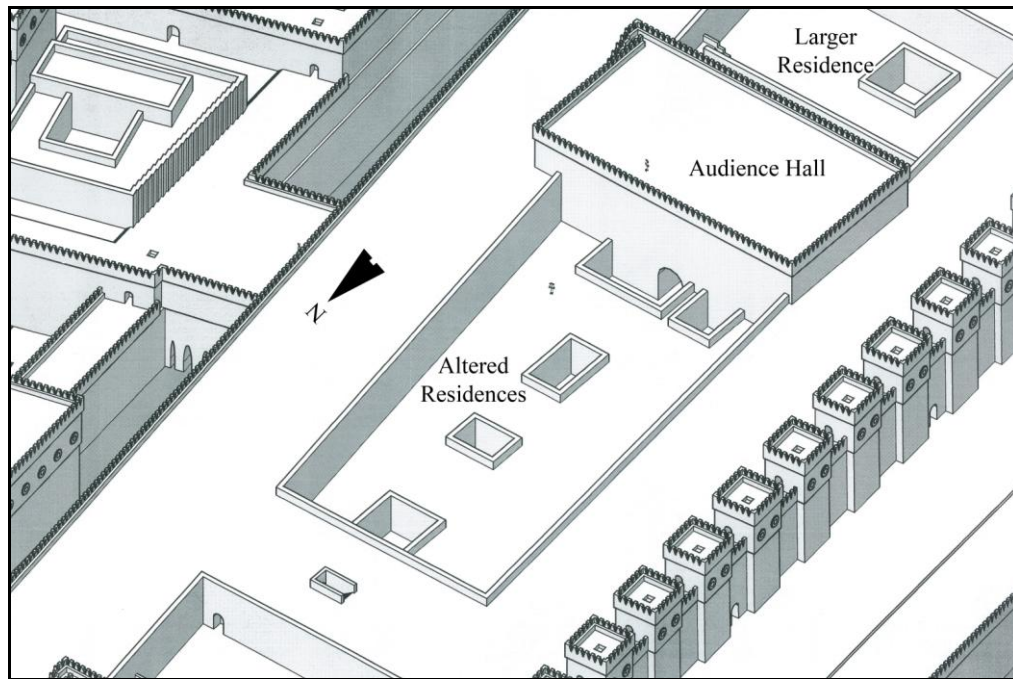 Larger
Residence
Audience Hall
N
Altered
Residences